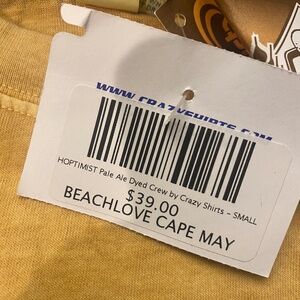 WWW.CRAZYSHIRTS.COM
HOPTIMIST Pale Ale Dyed Crew by Crazy Shirts - SMALL
$39.00
BEACHLOVE CAPE MAY